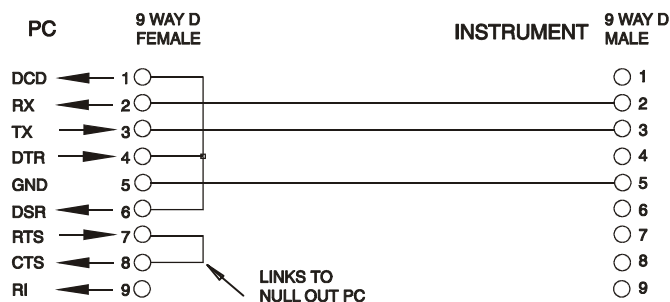 PC
9 WAY D
FEMALE
INSTRUMENT
9 WAY D
MALE
DCD 1 1
RX 2 2
TX 3 3
DTR 4 4
GND 5 5
DSR 6 6
RTS 7 7
CTS 8 8
RI 9 9
LINKS TO
NULL OUT PC